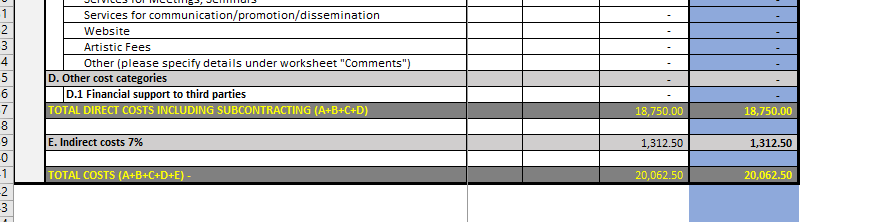 Services for Meetings, Seminars
1 Services for communication/promotion/dissemination - -
2 Website - -
3 Artistic Fees - -
4 Other (please specify details under worksheet "Comments") - -
5 D. Other cost categories - -
6 D.1 Financial support to third parties - -
7 TOTAL DIRECT COSTS INCLUDING SUBCONTRACTING (A+B+C+D) 18,750.00 18,750.00
8
9 E. Indirect costs 7% 1,312.50 1,312.50
0
1 TOTAL COSTS (A+B+C+D+E) - 20,062.50 20,062.50
2
3